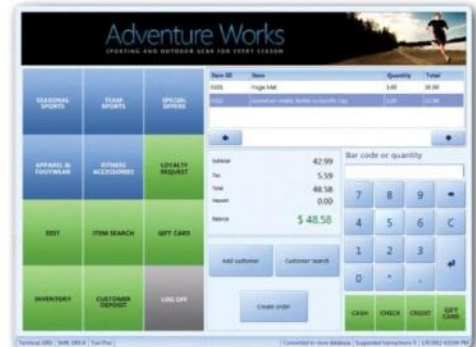 Adventure Works
SPORTING AND OUTDOOR GEAR FOR EVERY SEASON
SEASONAL SPORTS
TEAM SPORTS
SPECIAL OFFERS
APPAREL & FOOTWEAR
FITNESS ACCESSORIES
LOYALTY REQUEST
EDIT
ITEM SEARCH
GIFT CARD
INVENTORY
CUSTOMER DEPOSIT
LOG OFF
Item ID Item Quantity Total
Yoga Mat 1.00 30.00
Subtotal 42.99
Tax 5.59
Total 48.58
Deposit 0.00
Balance $ 48.58
Add customer
Customer search
Create order
Bar code or quantity
7 8 9
4 5 6 C
1 2 3
0 * .
CASH CHECK CREDIT GIFT CARD